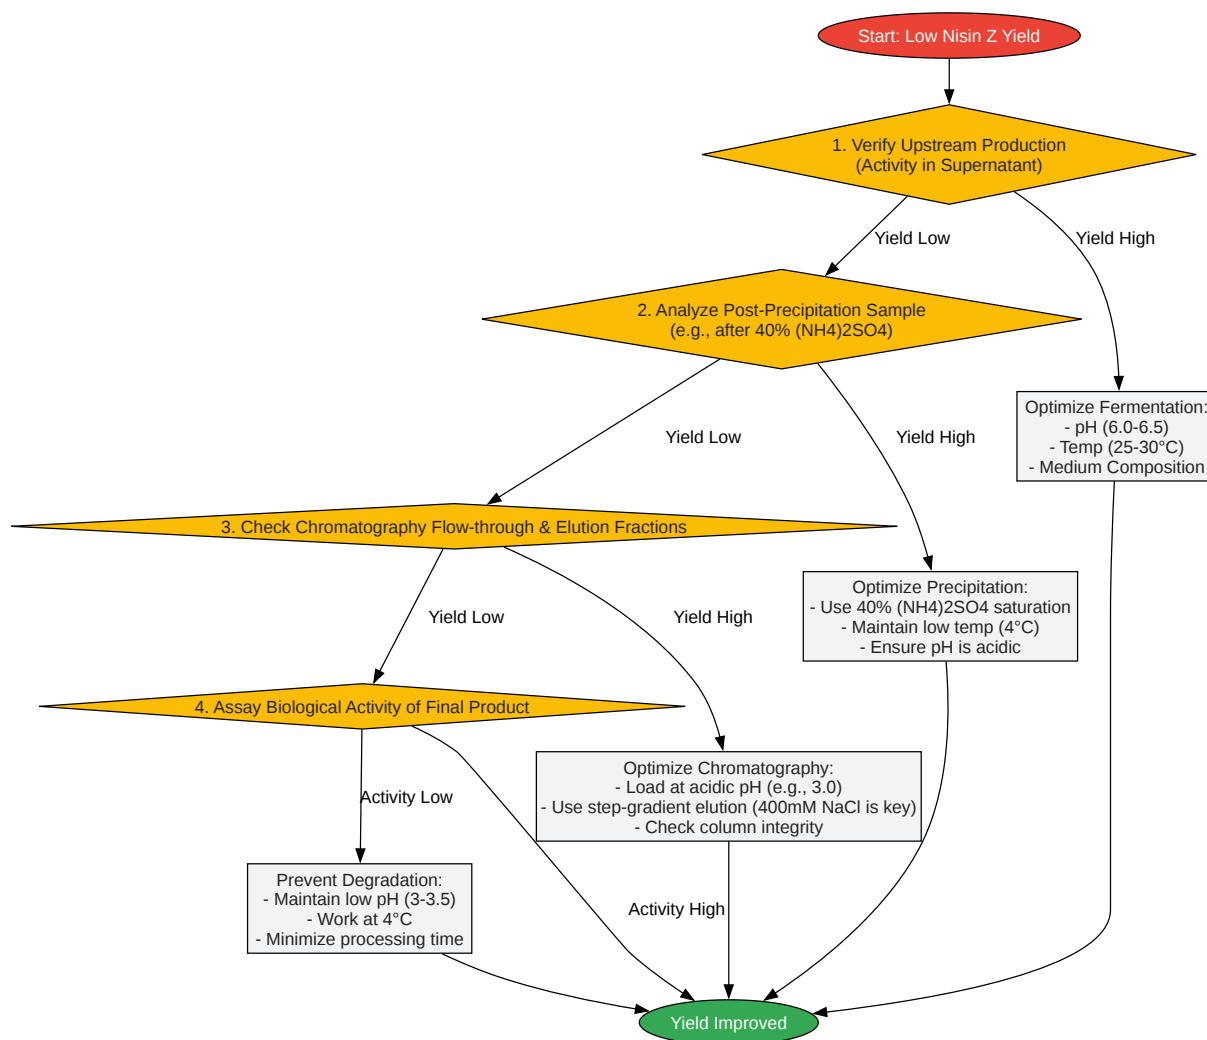 Start: Low Nisin Z Yield
1. Verify Upstream Production
(Activity in Supernatant)
Yield Low
Yield High
2. Analyze Post-Precipitation Sample
(e.g., after 40% (NH4)2SO4)
Optimize Fermentation:
- pH (6.0-6.5)
- Temp (25-30°C)
- Medium Composition
Yield Low
Yield High
3. Check Chromatography Flow-through & Elution Fractions
Optimize Precipitation:
- Use 40% (NH4)2SO4 saturation
- Maintain low temp (4°C)
- Ensure pH is acidic
Yield Low
Yield High
4. Assay Biological Activity of Final Product
Optimize Chromatography:
- Load at acidic pH (e.g., 3.0)
- Use step-gradient elution (400mM NaCl is key)
- Check column integrity
Activity Low
Prevent Degradation:
- Maintain low pH (3-3.5)
- Work at 4°C
- Minimize processing time
Activity High
Yield Improved